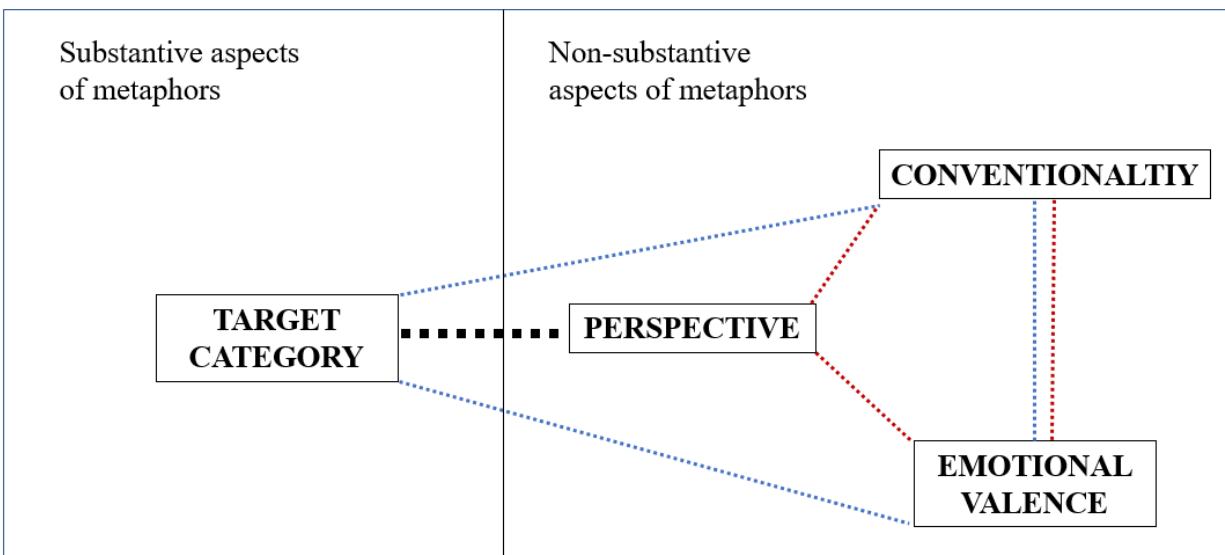 Substantive aspects
of metaphors
Non-substantive
aspects of metaphors
CONVENTIONALTIY
TARGET
CATEGORY
PERSPECTIVE
EMOTIONAL
VALENCE